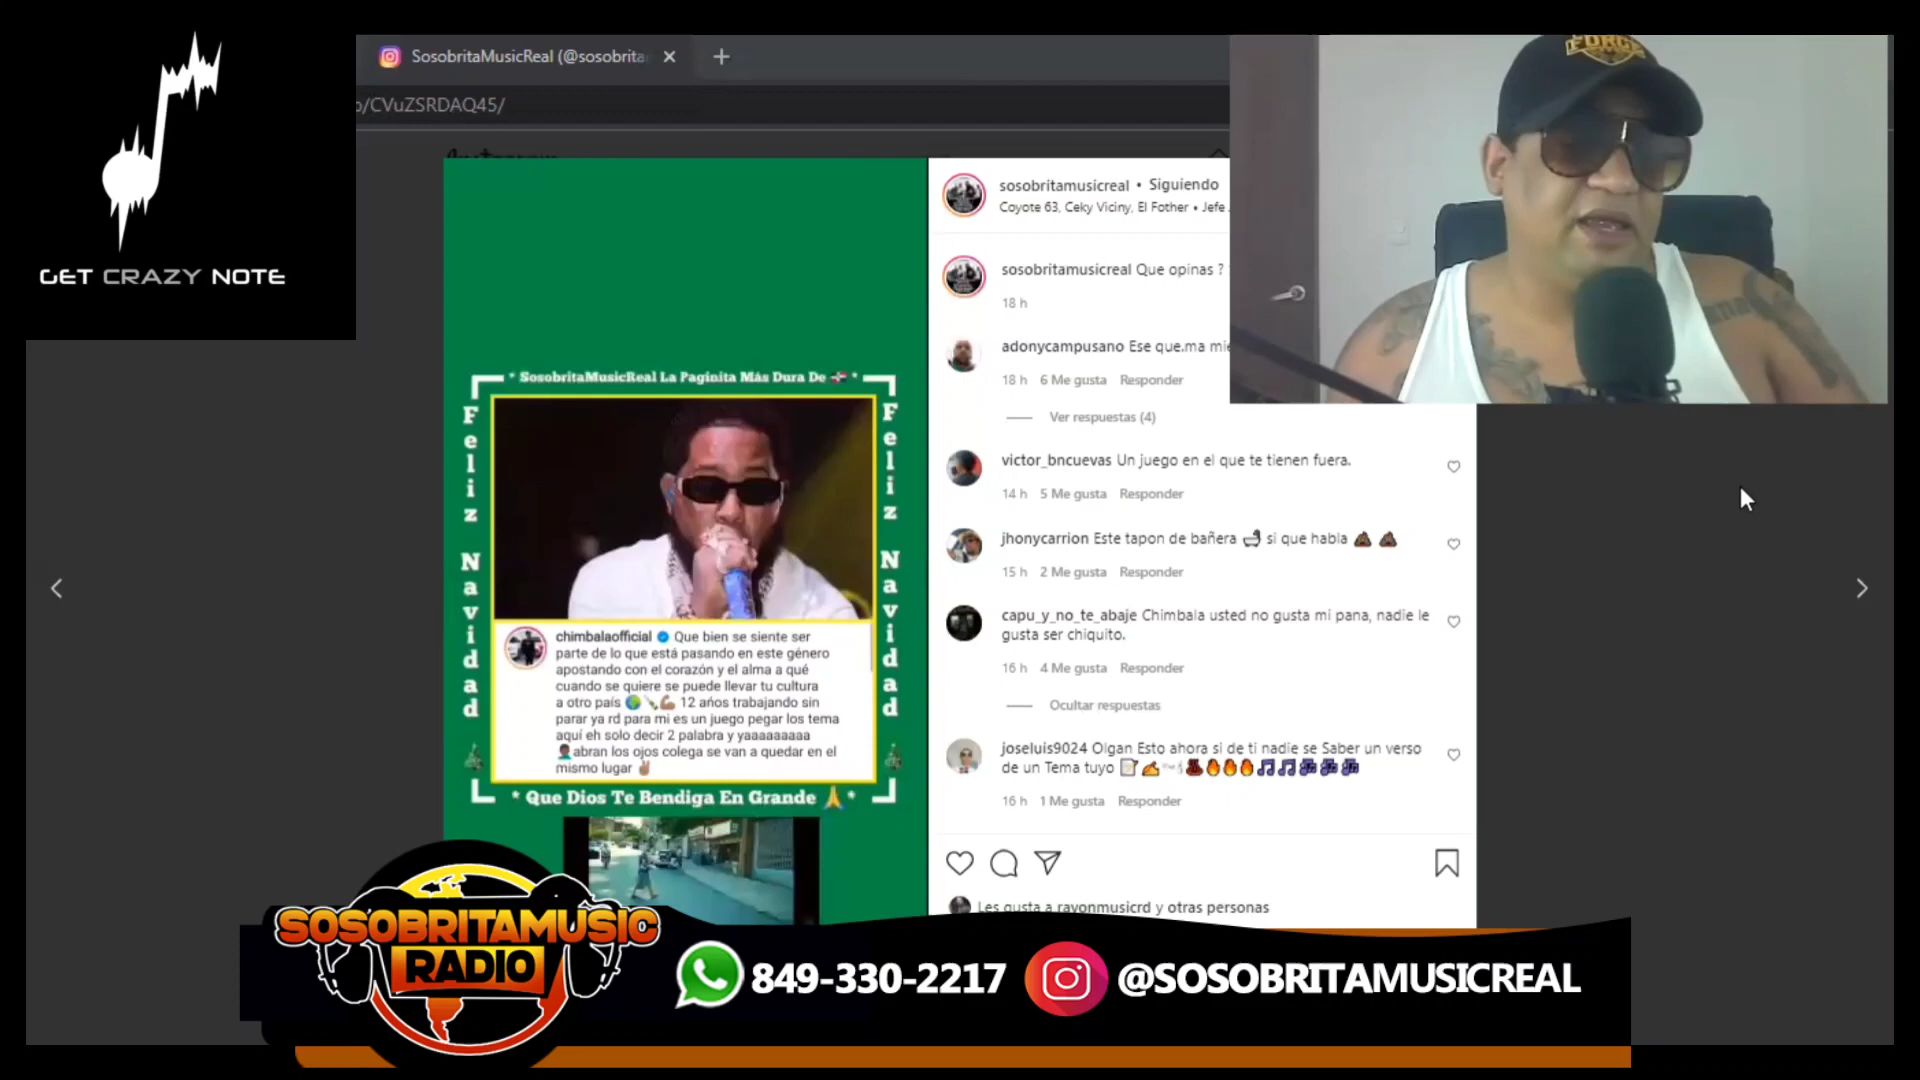 GET CRAZY NOTE
SosobritaMusicReal (@sosobrita
o/CVuZSRDAQ45/
FORCE
* SosobritaMusicReal La Paginita Más Dura De 🇩🇴 *
Feliz Navidad
Feliz Navidad
chimbalaofficial Que bien se siente ser
parte de lo que está pasando en este género
apostando con el corazón y el alma a qué
cuando se quiere se puede llevar tu cultura
a otro país 🌎🍾💪🏽 12 años trabajando sin
parar ya rd para mi es un juego pegar los tema
aquí eh solo decir 2 palabra y yaaaaaaaaa
🤦🏾‍♂️abran los ojos colega se van a quedar en el
mismo lugar ✌🏽
* Que Dios Te Bendiga En Grande 🙏 *
sosobritamusicreal • Siguiendo
Coyote 63, Ceky Viciny, El Fother • Jefe
sosobritamusicreal Que opinas ?
18 h
adonycampusano Ese que.ma mie
18 h 6 Me gusta Responder
Ver respuestas (4)
victor_bncuevas Un juego en el que te tienen fuera.
14 h 5 Me gusta Responder
jhonycarrion Este tapon de bañera 🛁 si que habla 💩 💩
15 h 2 Me gusta Responder
capu_y_no_te_abaje Chimbala usted no gusta mi pana, nadie le
gusta ser chiquito.
16 h 4 Me gusta Responder
Ocultar respuestas
joseluis9024 Olgan Esto ahora si de ti nadie se Saber un verso
de un Tema tuyo
16 h 1 Me gusta Responder
Les gusta a rayonmusicrd y otras personas
SOSOBRITAMUSIC
RADIO
849-330-2217
@SOSOBRITAMUSICREAL